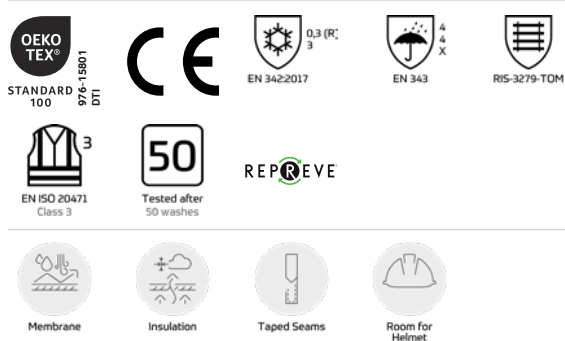 OEKO
TEX®
STANDARD
100
976-15801
DTI
CE
0,3 (R)
3
EN 342:2017
4
4
X
EN 343
RIS-3279-TOM
3
EN ISO 20471
Class 3
50
Tested after
50 washes
REPREVE
Membrane
Insulation
Taped Seams
Room for
Helmet